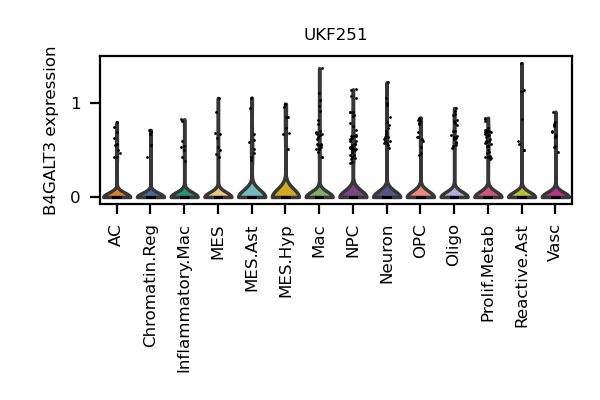 UKF251
B4GALT3 expression
1
0
AC
Chromatin.Reg
Inflammatory.Mac
MES
MES.Ast
MES.Hyp
Mac
NPC
Neuron
OPC
Oligo
Prolif.Metab
Reactive.Ast
Vasc